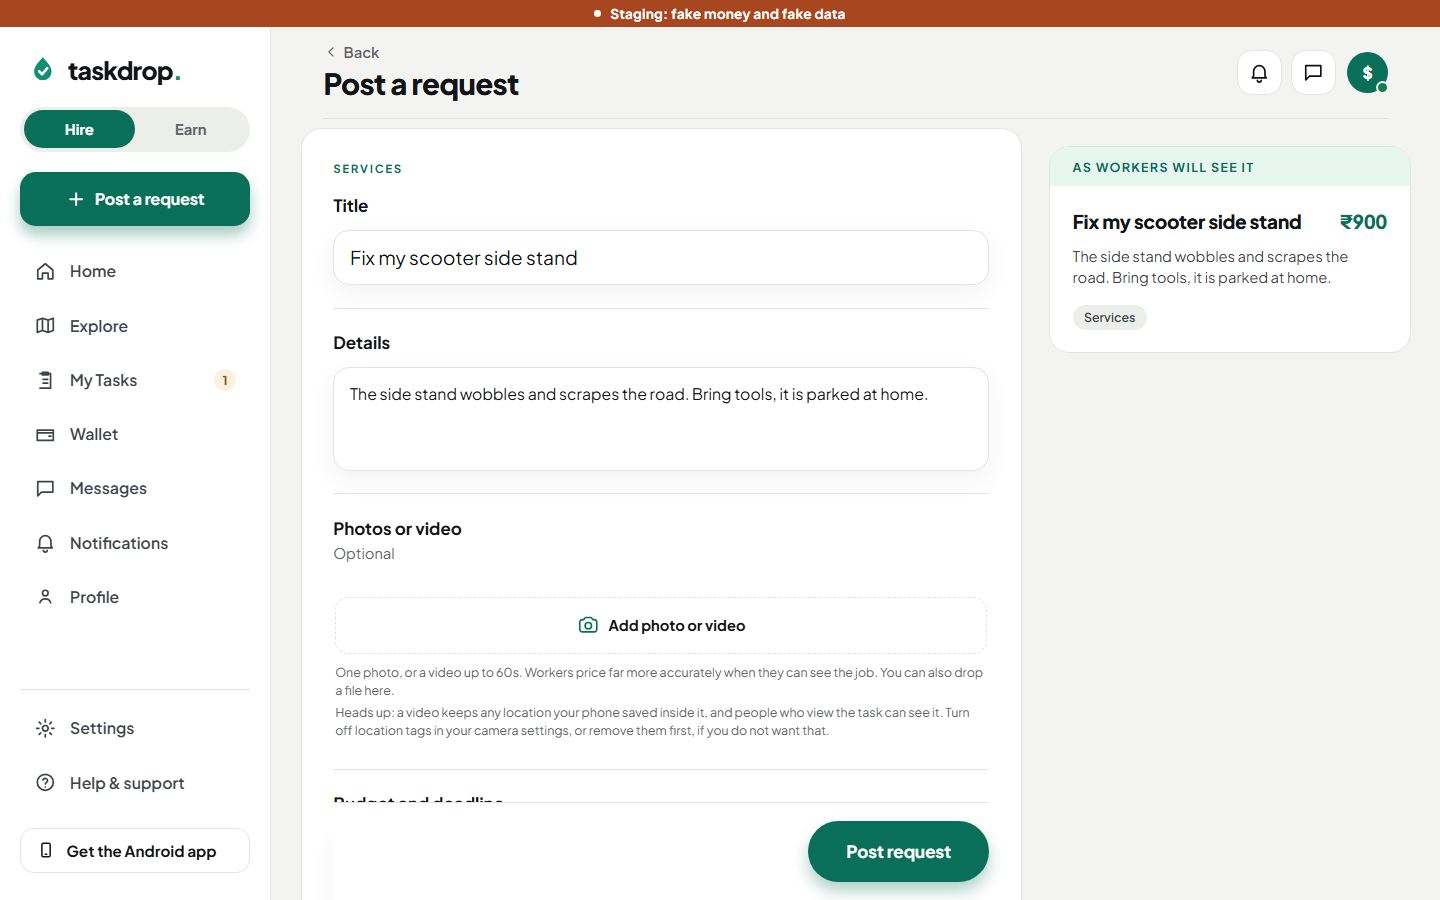 Staging: fake money and fake data
taskdrop.
Hire
Earn
Post a request
Home
Explore
My Tasks
1
Wallet
Messages
Notifications
Profile
Settings
Help & support
Get the Android app
Back
Post a request
$
SERVICES
Title
Fix my scooter side stand
Details
The side stand wobbles and scrapes the road. Bring tools, it is parked at home.
Photos or video
Optional
Add photo or video
One photo, or a video up to 60s. Workers price far more accurately when they can see the job. You can also drop
a file here.
Heads up: a video keeps any location your phone saved inside it, and people who view the task can see it. Turn
off location tags in your camera settings, or remove them first, if you do not want that.
Budget and deadline
Post request
AS WORKERS WILL SEE IT
Fix my scooter side stand
₹900
The side stand wobbles and scrapes the
road. Bring tools, it is parked at home.
Services